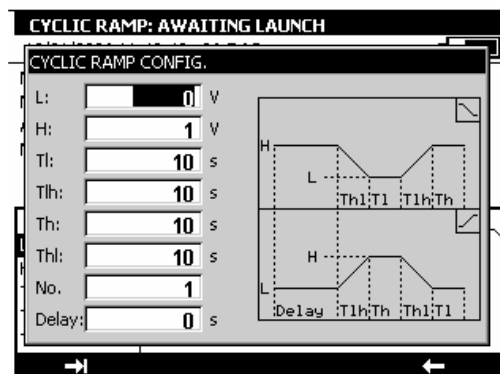 CYCLIC RAMP: AWAITING LAUNCH
CYCLIC RAMP CONFIG.
L: 0 V
H: 1 V
Tl: 10 s
Tlh: 10 s
Th: 10 s
Thl: 10 s
No. 1
Delay: 0 s
H
L
Thl Tl Tlh Th
H
L
Delay Tlh Th Thl Tl